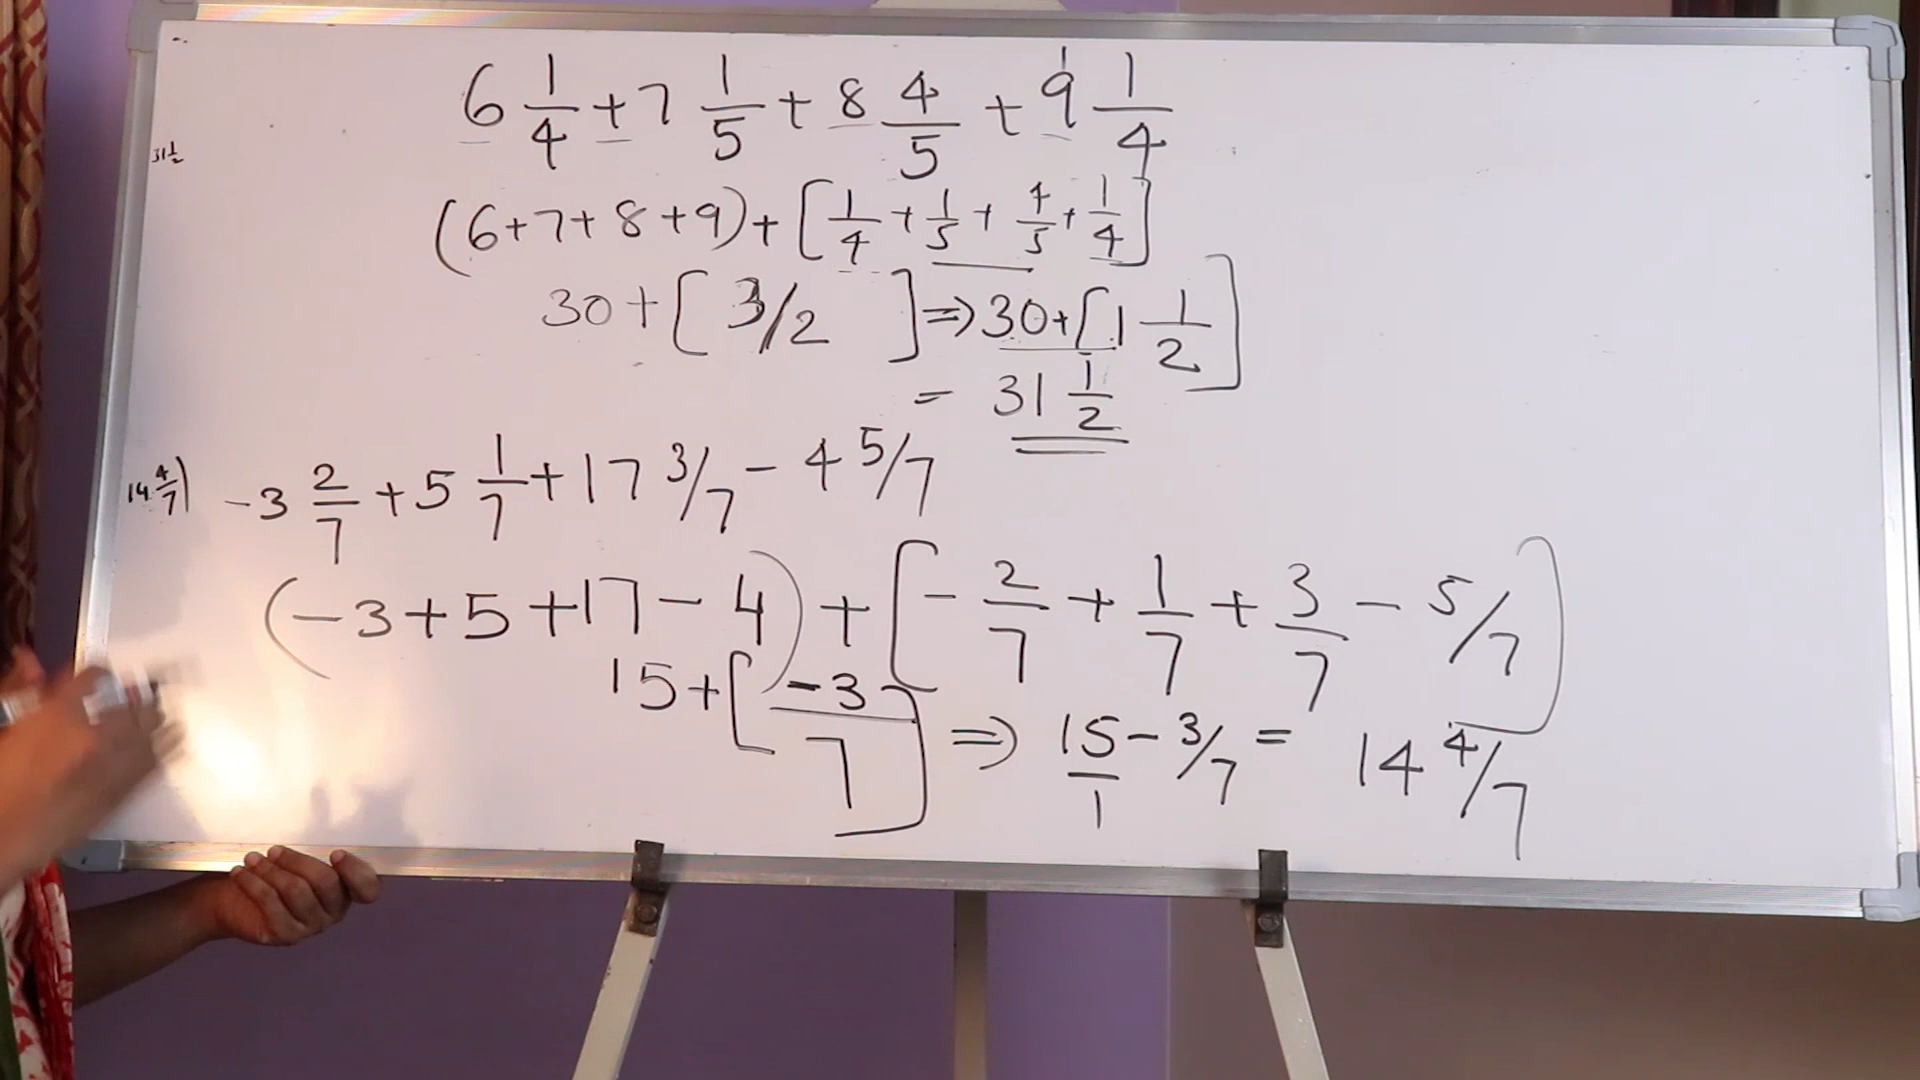 6 1/4 + 7 1/5 + 8 4/5 + 9 1/4
31 1/2
(6+7+8+9)+[1/4+1/5+4/5+1/4]
30+[3/2]⇒30+[1 1/2]
= 31 1/2
14 4/7) -3 2/7 + 5 1/7 + 17 3/7 - 4 5/7
(-3+5+17-4)+[-2/7+1/7+3/7-5/7]
15+[-3/7] ⇒ 15/1 - 3/7 = 14 4/7